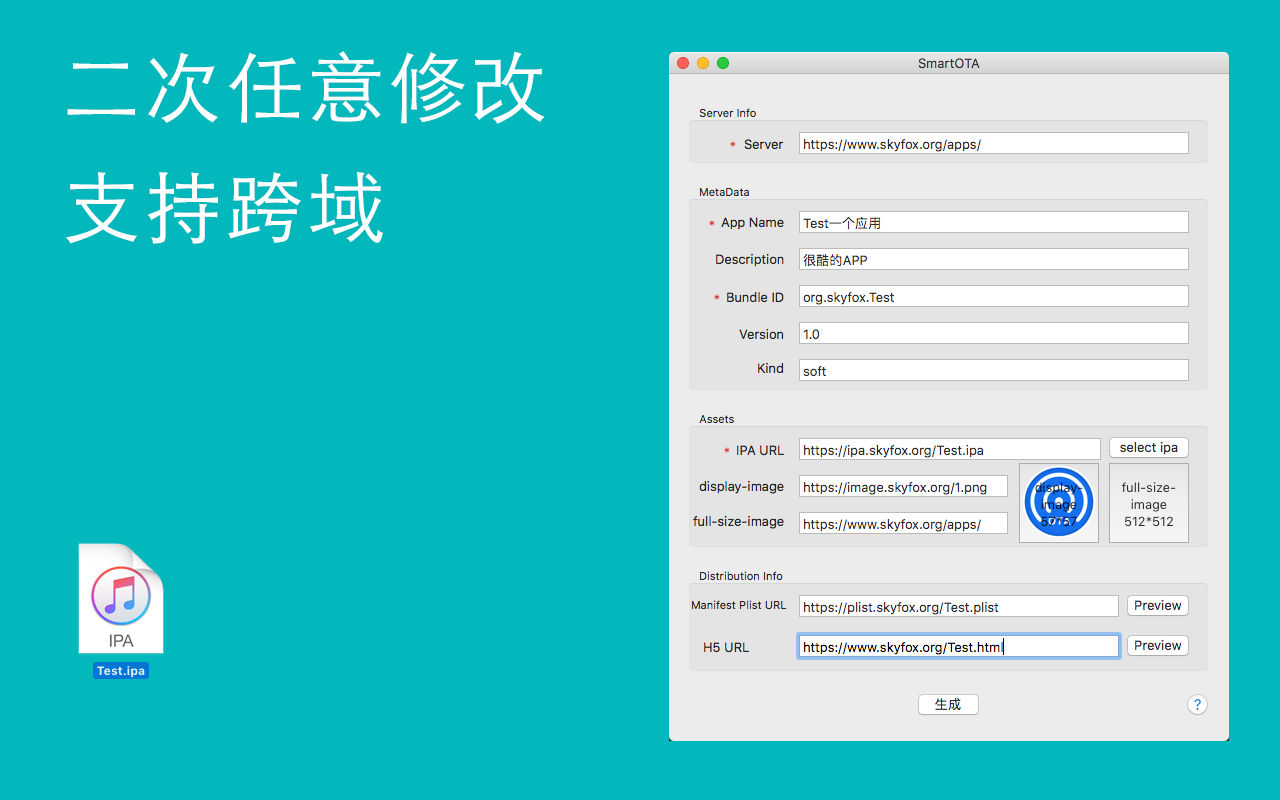 二次任意修改
支持跨域
IPA
Test.ipa
SmartOTA
Server Info
* Server https://www.skyfox.org/apps/
MetaData
* App Name Test一个应用
Description 很酷的APP
* Bundle ID org.skyfox.Test
Version 1.0
Kind soft
Assets
* IPA URL https://ipa.skyfox.org/Test.ipa select ipa
display-image https://image.skyfox.org/1.png
full-size-image https://www.skyfox.org/apps/
display-
image
full-size-
image
512*512
Distribution Info
Manifest Plist URL https://plist.skyfox.org/Test.plist Preview
H5 URL https://www.skyfox.org/Test.html Preview
生成 ?